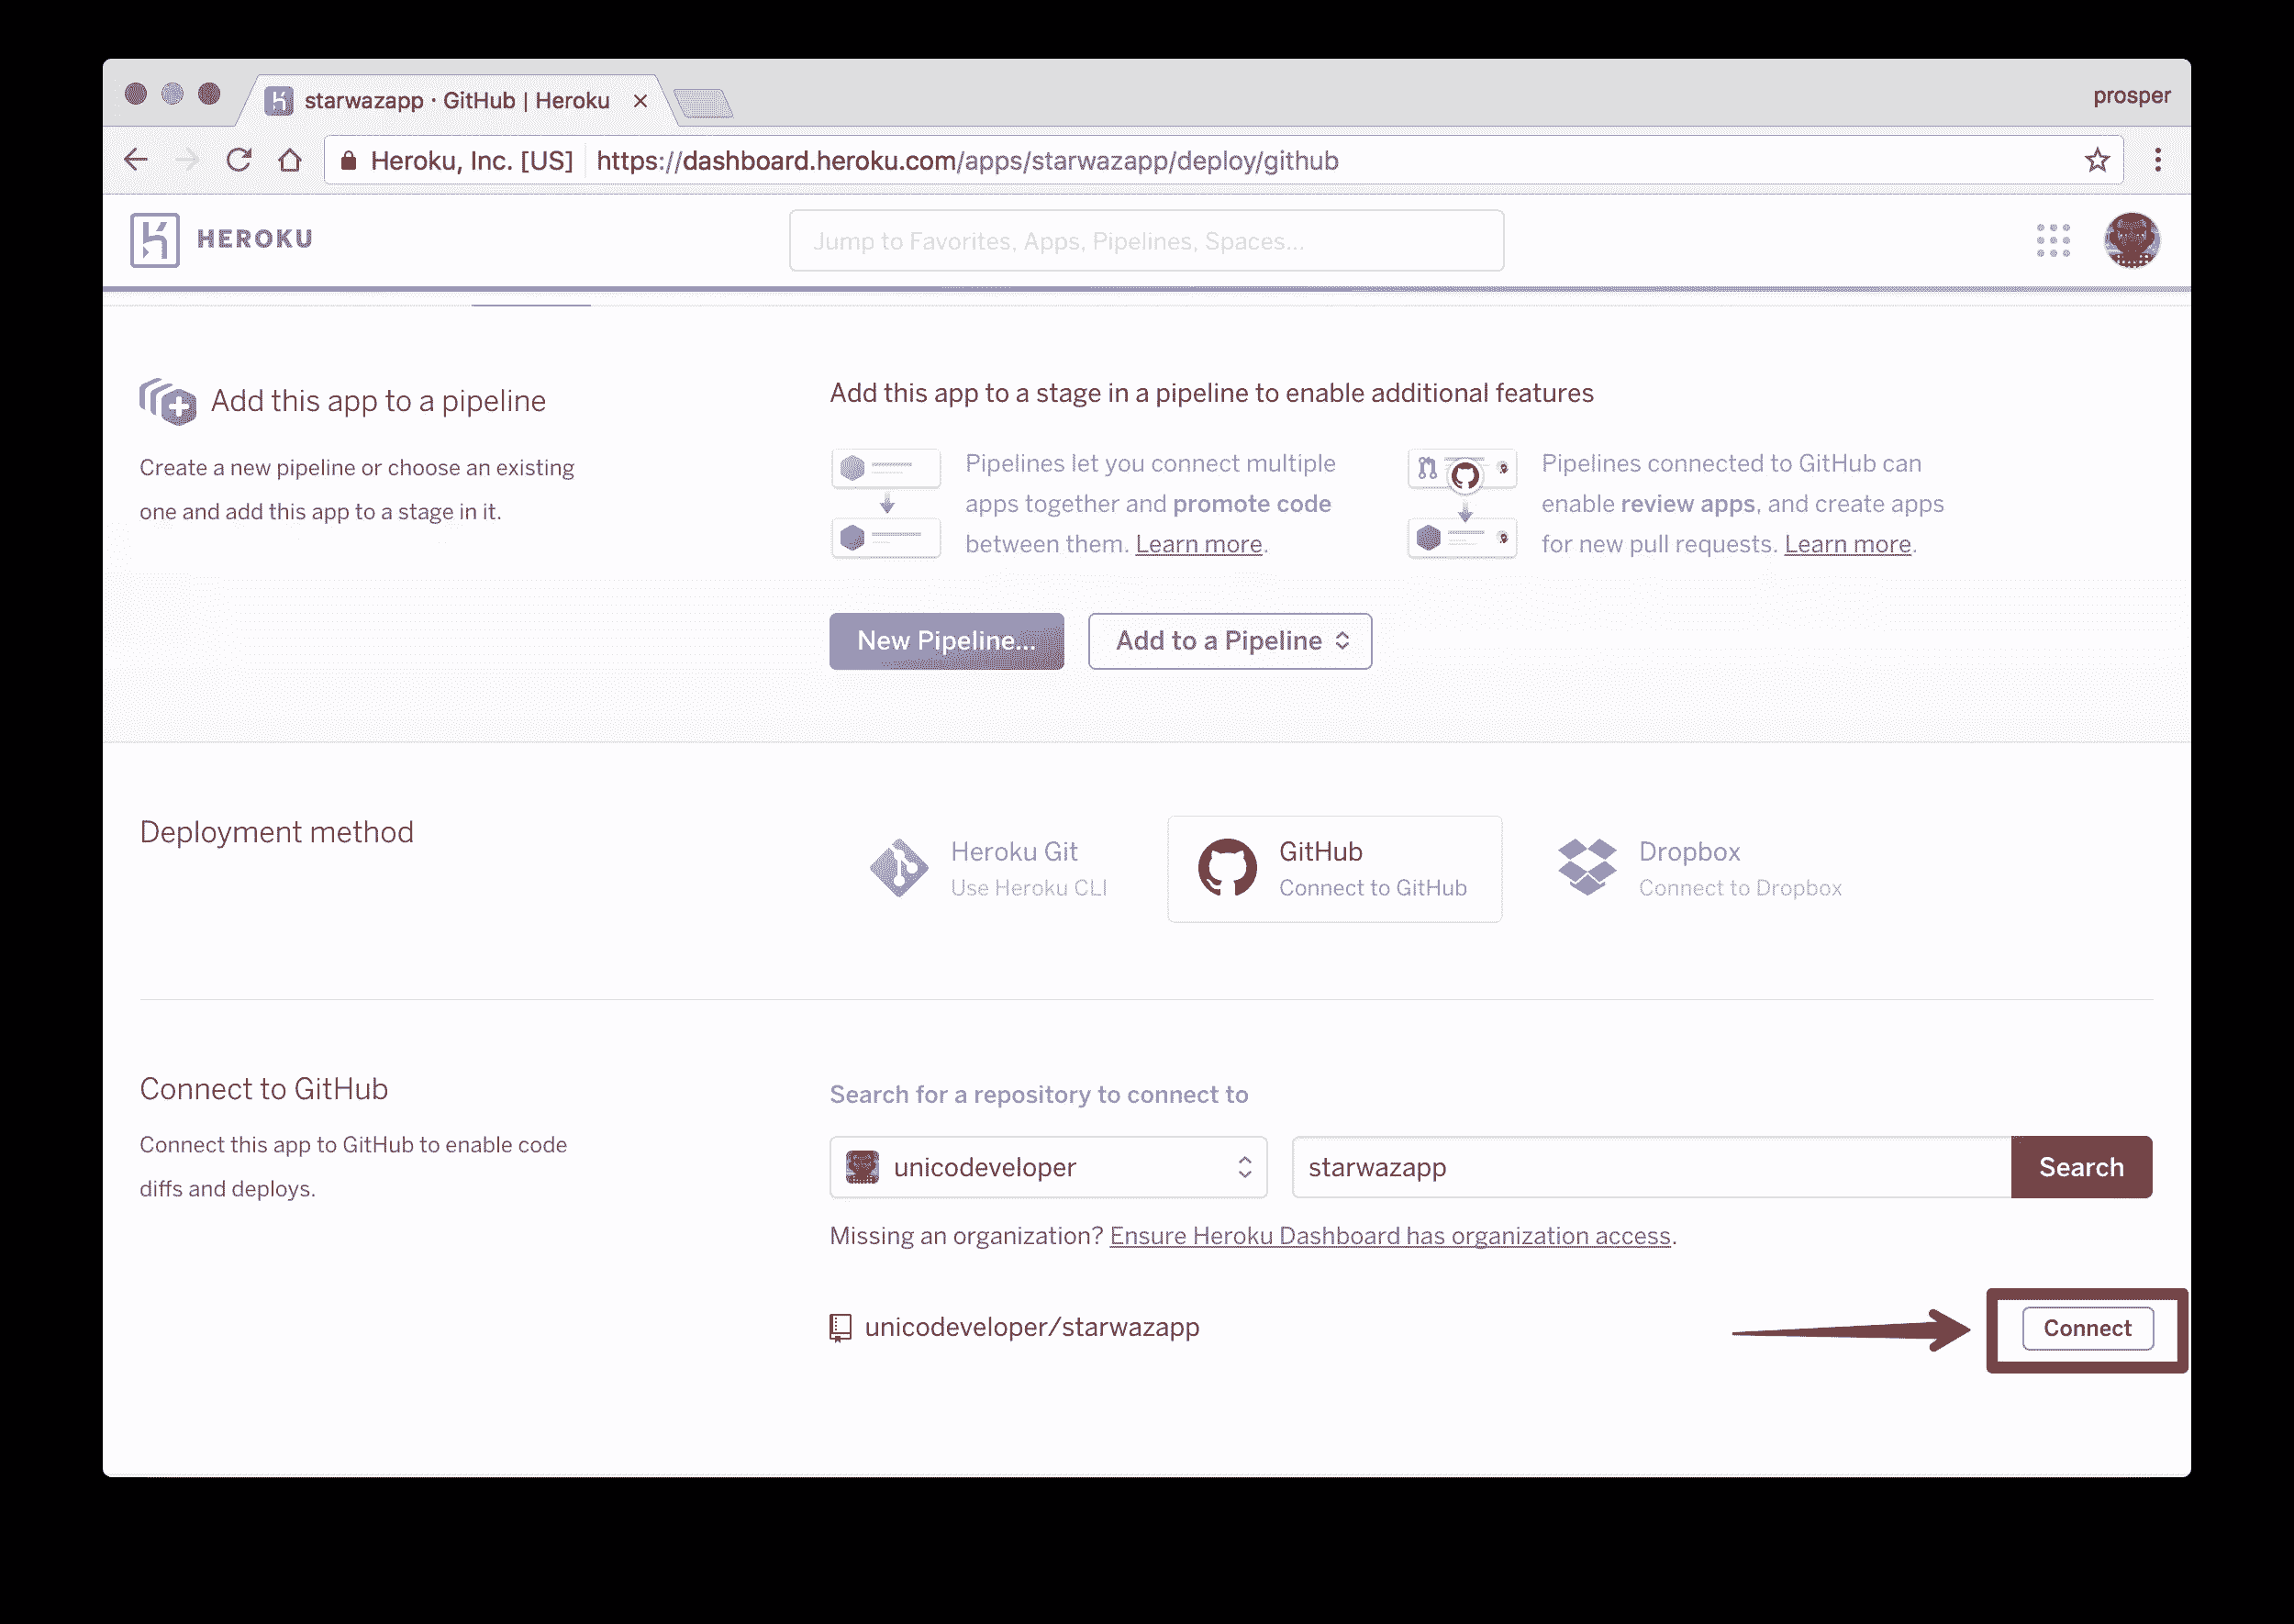 starwazapp · GitHub | Heroku
prosper
Heroku, Inc. [US] https://dashboard.heroku.com/apps/starwazapp/deploy/github
HEROKU
Jump to Favorites, Apps, Pipelines, Spaces...
Add this app to a pipeline
Create a new pipeline or choose an existing
one and add this app to a stage in it.
Add this app to a stage in a pipeline to enable additional features
Pipelines let you connect multiple
apps together and promote code
between them. Learn more.
Pipelines connected to GitHub can
enable review apps, and create apps
for new pull requests. Learn more.
New Pipeline...
Add to a Pipeline
Deployment method
Heroku Git
Use Heroku CLI
GitHub
Connect to GitHub
Dropbox
Connect to Dropbox
Connect to GitHub
Connect this app to GitHub to enable code
diffs and deploys.
Search for a repository to connect to
unicodeveloper
starwazapp
Search
Missing an organization? Ensure Heroku Dashboard has organization access.
unicodeveloper/starwazapp
Connect